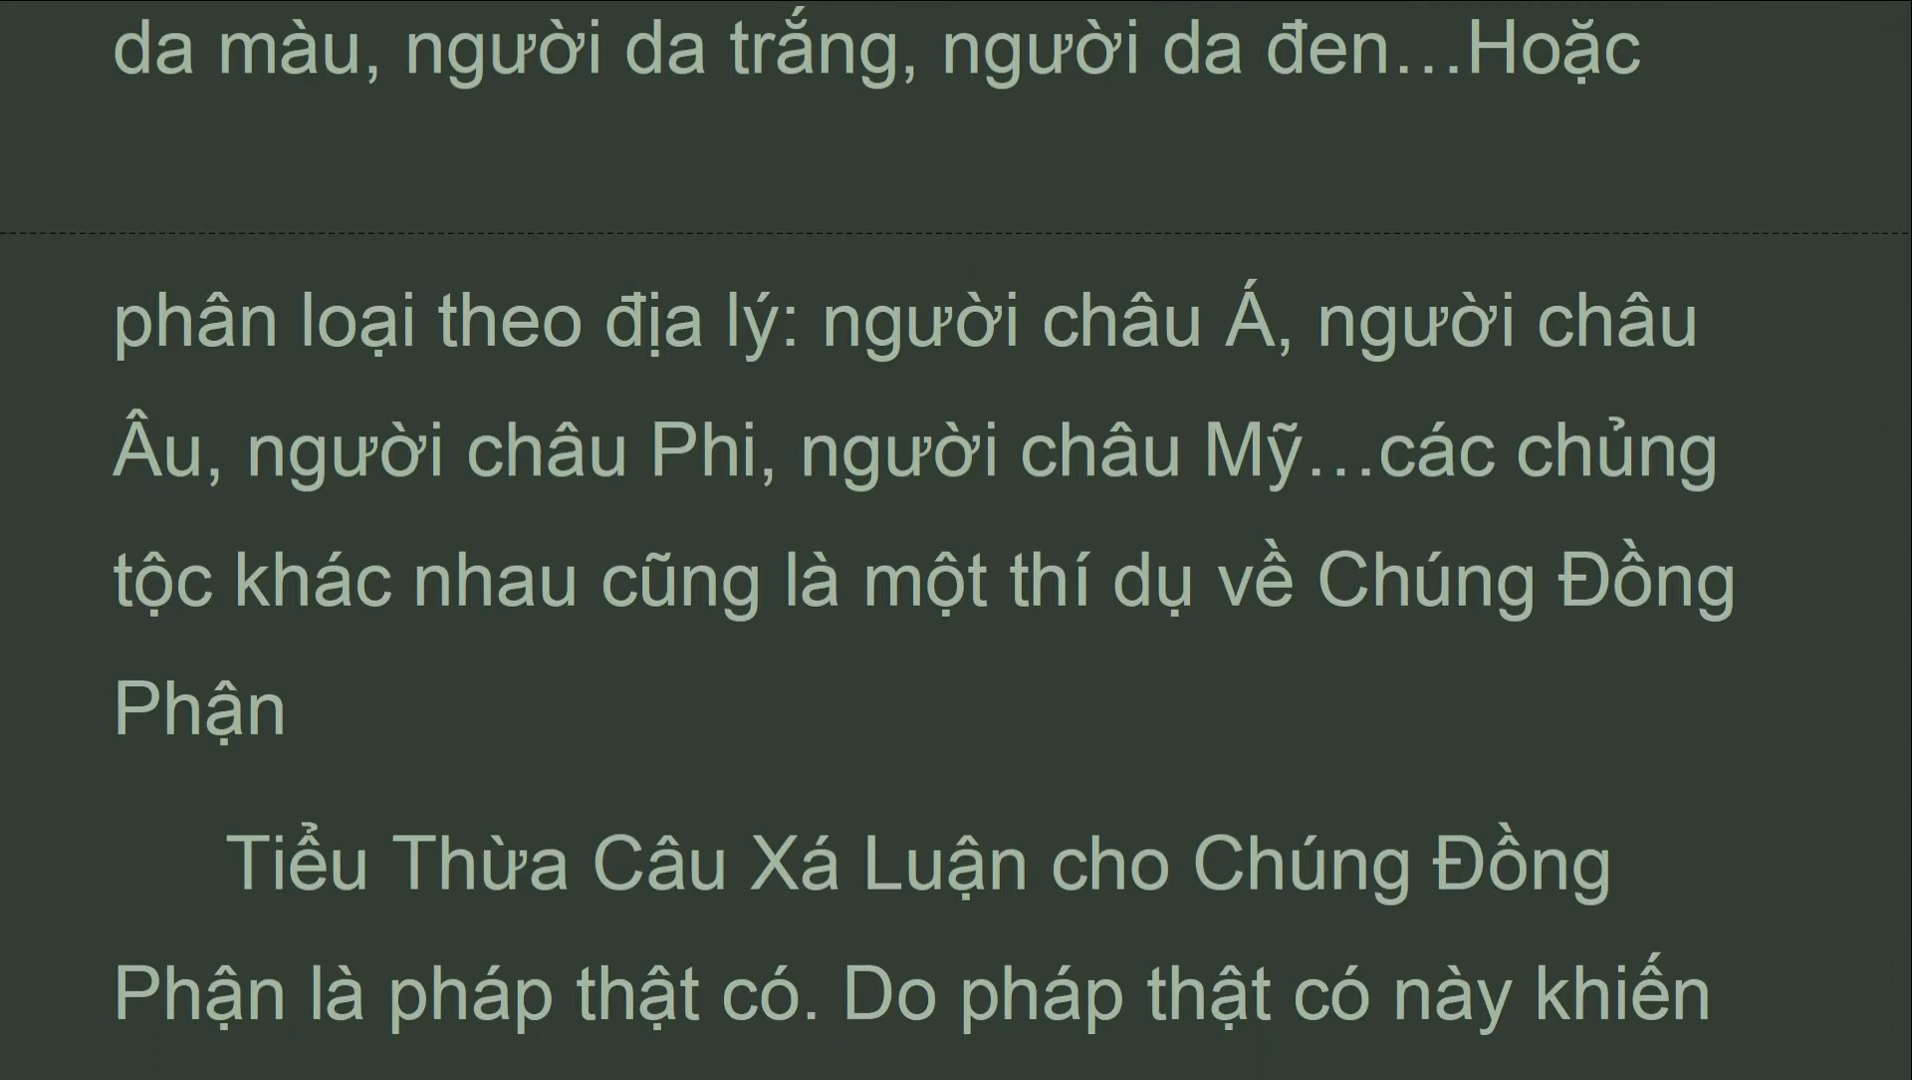 da màu, người da trắng, người da đen…Hoặc
phân loại theo địa lý: người châu Á, người châu
Âu, người châu Phi, người châu Mỹ…các chủng
tộc khác nhau cũng là một thí dụ về Chúng Đồng
Phận
Tiểu Thừa Câu Xá Luận cho Chúng Đồng
Phận là pháp thật có. Do pháp thật có này khiến